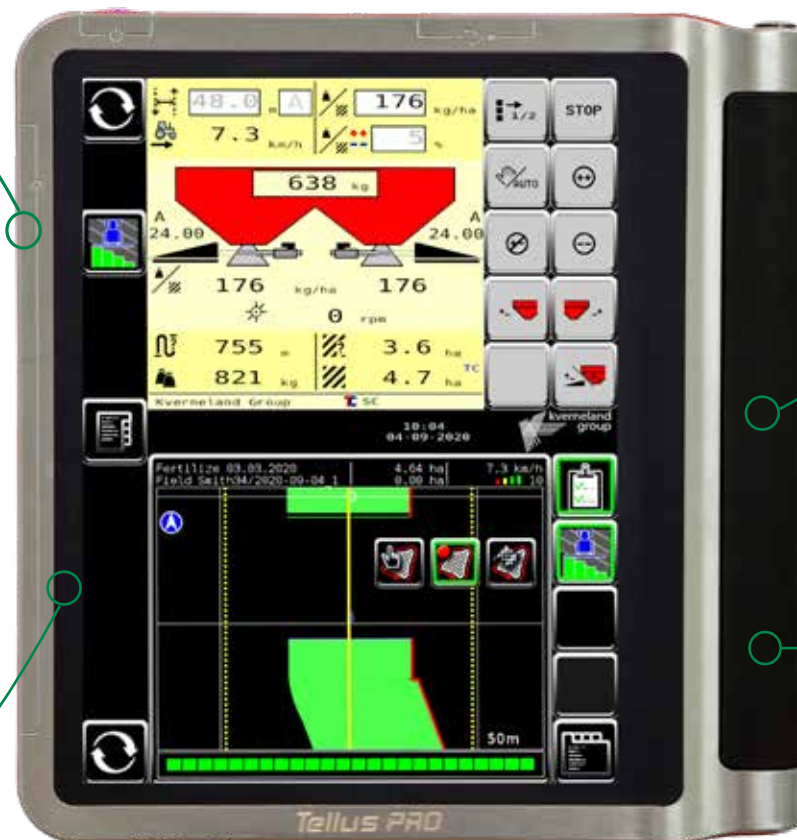 48.0 m A 176 kg/ha
7.3 km/h 5 %
1/2 STOP
AUTO
638 kg
A A
24.00 24.00
176 kg/ha 176
0 rpm
755 m 3.6 ha
821 kg 4.7 ha TC
Kverneland Group TC SC
10:04
04-09-2020
kverneland
group
Fertilize 03.03.2020 4.64 ha 7.3 km/h
Field Smith34/2020-09-04_1 0.00 ha 10
50m
Tellus PRO